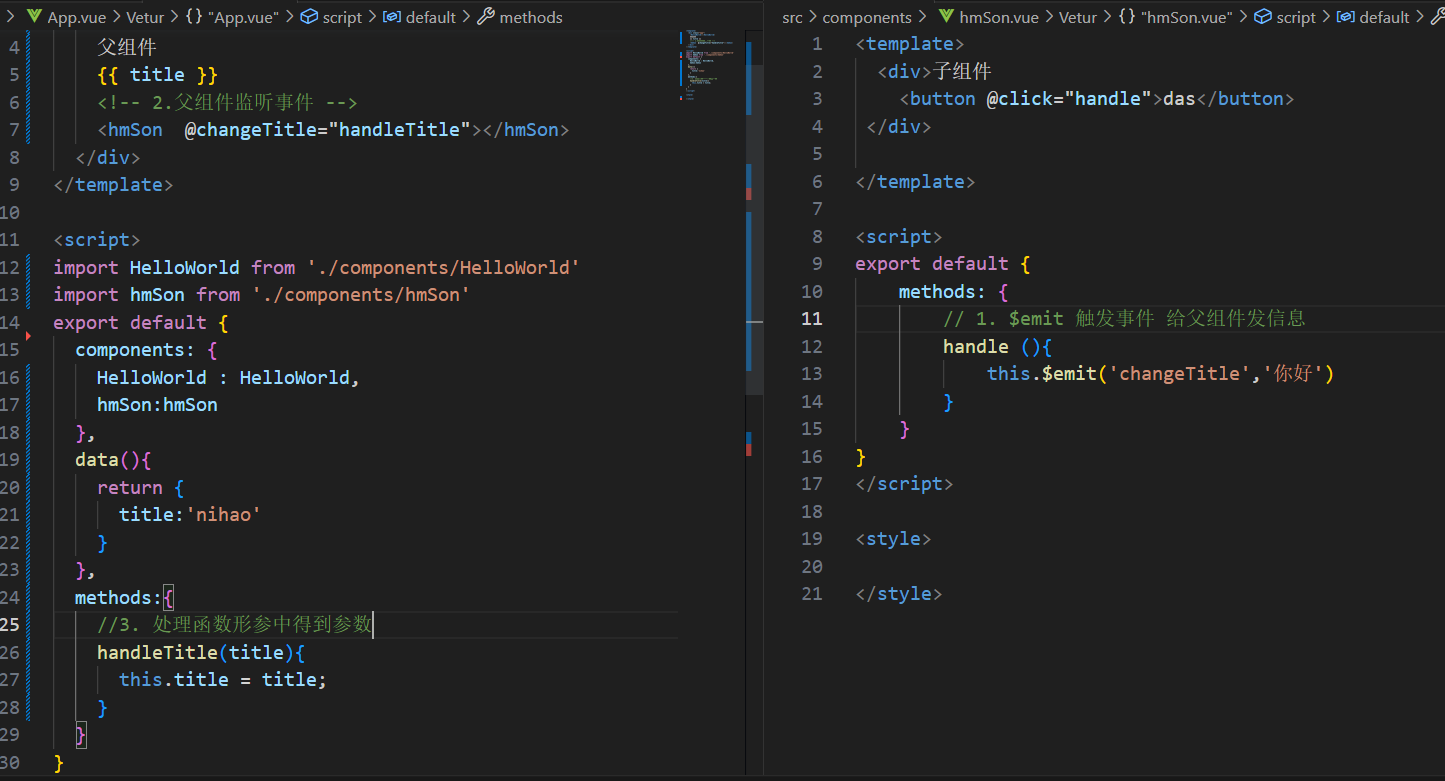 App.vue > Vetur > {} "App.vue" > script > default > methods
4 父组件
5 {{ title }}
6 <!-- 2.父组件监听事件 -->
7 <hmSon  @changeTitle="handleTitle"></hmSon>
8 </div>
9 </template>
10
11 <script>
12 import HelloWorld from './components/HelloWorld'
13 import hmSon from './components/hmSon'
14 export default {
15 components: {
16 HelloWorld : HelloWorld,
17 hmSon:hmSon
18 },
19 data(){
20 return {
21 title:'nihao'
22 }
23 },
24 methods:{
25 //3. 处理函数形参中得到参数
26 handleTitle(title){
27 this.title = title;
28 }
29 }
30 }
src > components > hmSon.vue > Vetur > {} "hmSon.vue" > script > default >
1 <template>
2 <div>子组件
3 <button @click="handle">das</button>
4 </div>
5
6 </template>
7
8 <script>
9 export default {
10 methods: {
11 // 1. $emit 触发事件 给父组件发信息
12 handle (){
13 this.$emit('changeTitle','你好')
14 }
15 }
16 }
17 </script>
18
19 <style>
20
21 </style>